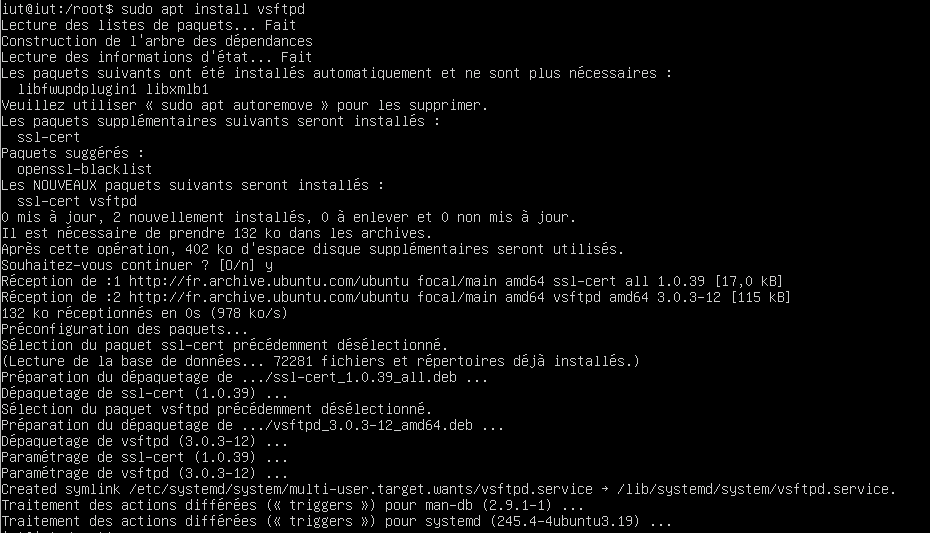 iut@iut:/root$ sudo apt install vsftpd
Lecture des listes de paquets... Fait
Construction de l'arbre des dépendances
Lecture des informations d'état... Fait
Les paquets suivants ont été installés automatiquement et ne sont plus nécessaires :
  libfwupdplugin1 libxmlb1
Veuillez utiliser « sudo apt autoremove » pour les supprimer.
Les paquets supplémentaires suivants seront installés :
  ssl-cert
Paquets suggérés :
  openssl-blacklist
Les NOUVEAUX paquets suivants seront installés :
  ssl-cert vsftpd
0 mis à jour, 2 nouvellement installés, 0 à enlever et 0 non mis à jour.
Il est nécessaire de prendre 132 ko dans les archives.
Après cette opération, 402 ko d'espace disque supplémentaires seront utilisés.
Souhaitez-vous continuer ? [O/n] y
Réception de :1 http://fr.archive.ubuntu.com/ubuntu focal/main amd64 ssl-cert all 1.0.39 [17,0 kB]
Réception de :2 http://fr.archive.ubuntu.com/ubuntu focal/main amd64 vsftpd amd64 3.0.3-12 [115 kB]
132 ko réceptionnés en 0s (978 ko/s)
Préconfiguration des paquets...
Sélection du paquet ssl-cert précédemment désélectionné.
(Lecture de la base de données... 72281 fichiers et répertoires déjà installés.)
Préparation du dépaquetage de .../ssl-cert_1.0.39_all.deb ...
Dépaquetage de ssl-cert (1.0.39) ...
Sélection du paquet vsftpd précédemment désélectionné.
Préparation du dépaquetage de .../vsftpd_3.0.3-12_amd64.deb ...
Dépaquetage de vsftpd (3.0.3-12) ...
Paramétrage de ssl-cert (1.0.39) ...
Paramétrage de vsftpd (3.0.3-12) ...
Created symlink /etc/systemd/system/multi-user.target.wants/vsftpd.service → /lib/systemd/system/vsftpd.service.
Traitement des actions différées (« triggers ») pour man-db (2.9.1-1) ...
Traitement des actions différées (« triggers ») pour systemd (245.4-4ubuntu3.19) ...